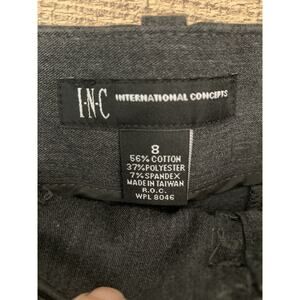 I·N·C INTERNATIONAL CONCEPTS
8
56% COTTON
37% POLYESTER
7% SPANDEX
MADE IN TAIWAN
R.O.C.
WPL 8046